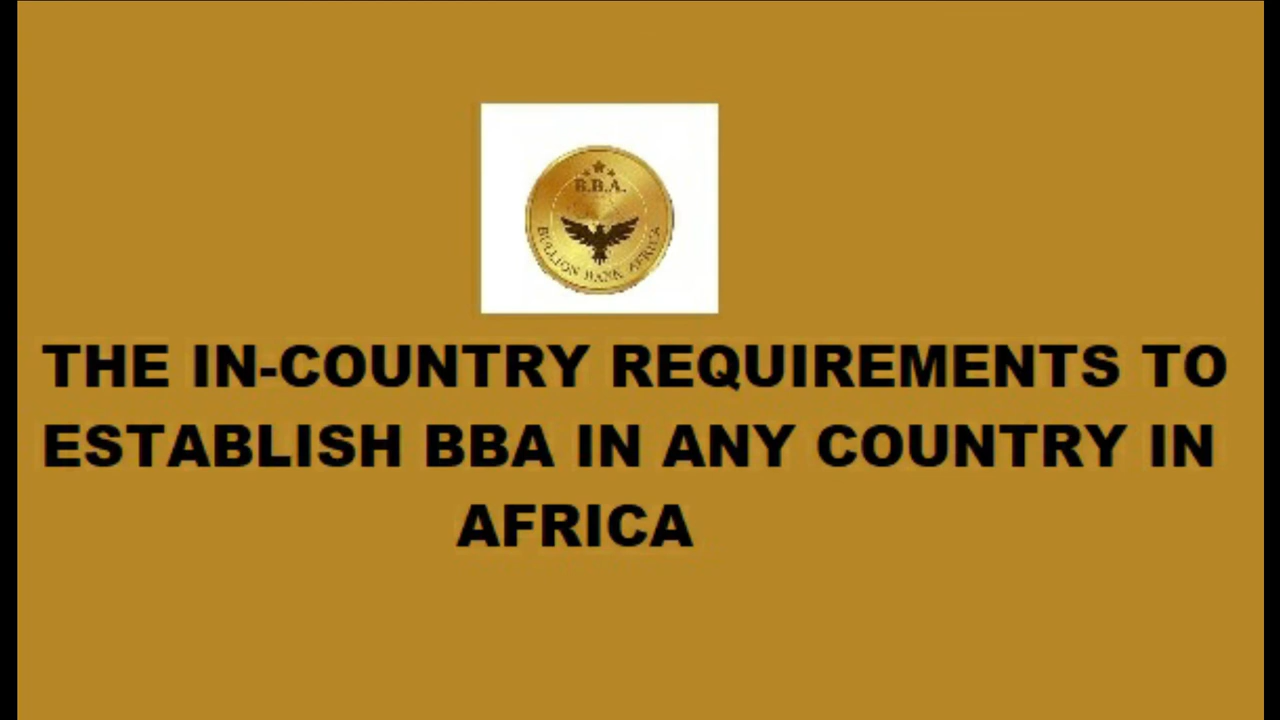 B.B.A.
BULLION BANK AFRICA
THE IN-COUNTRY REQUIREMENTS TO
ESTABLISH BBA IN ANY COUNTRY IN
AFRICA